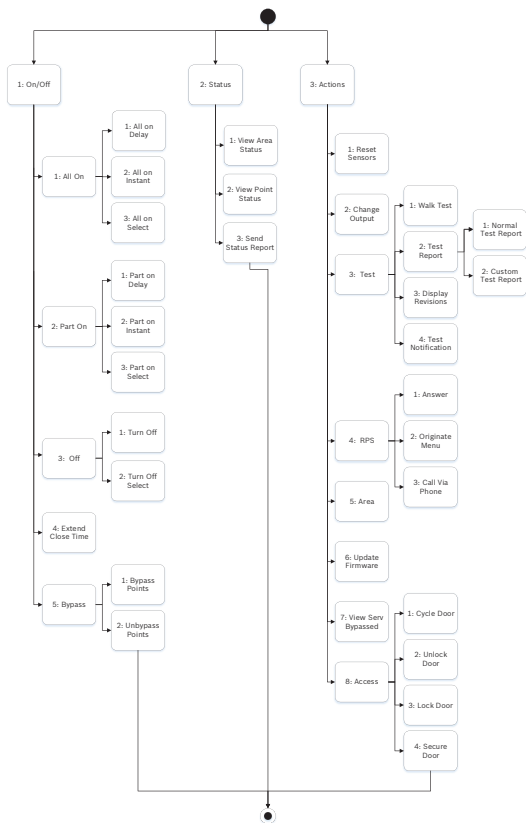 1: On/Off
2: Status
3: Actions
1: All On
1: All on
Delay
2: All on
Instant
3: All on
Select
2: Part On
1: Part on
Delay
2: Part on
Instant
3: Part on
Select
3: Off
1: Turn Off
2: Turn Off
Select
4: Extend
Close Time
5: Bypass
1: Bypass
Points
2: Unbypass
Points
1: View Area
Status
2: View Point
Status
3: Send
Status Report
1: Reset
Sensors
2: Change
Output
3: Test
1: Walk Test
2: Test
Report
1: Normal
Test Report
2: Custom
Test Report
3: Display
Revisions
4: Test
Notification
4: RPS
1: Answer
2: Originate
Menu
3: Call Via
Phone
5: Area
6: Update
Firmware
7: View Serv
Bypassed
8: Access
1: Cycle Door
2: Unlock
Door
3: Lock Door
4: Secure
Door